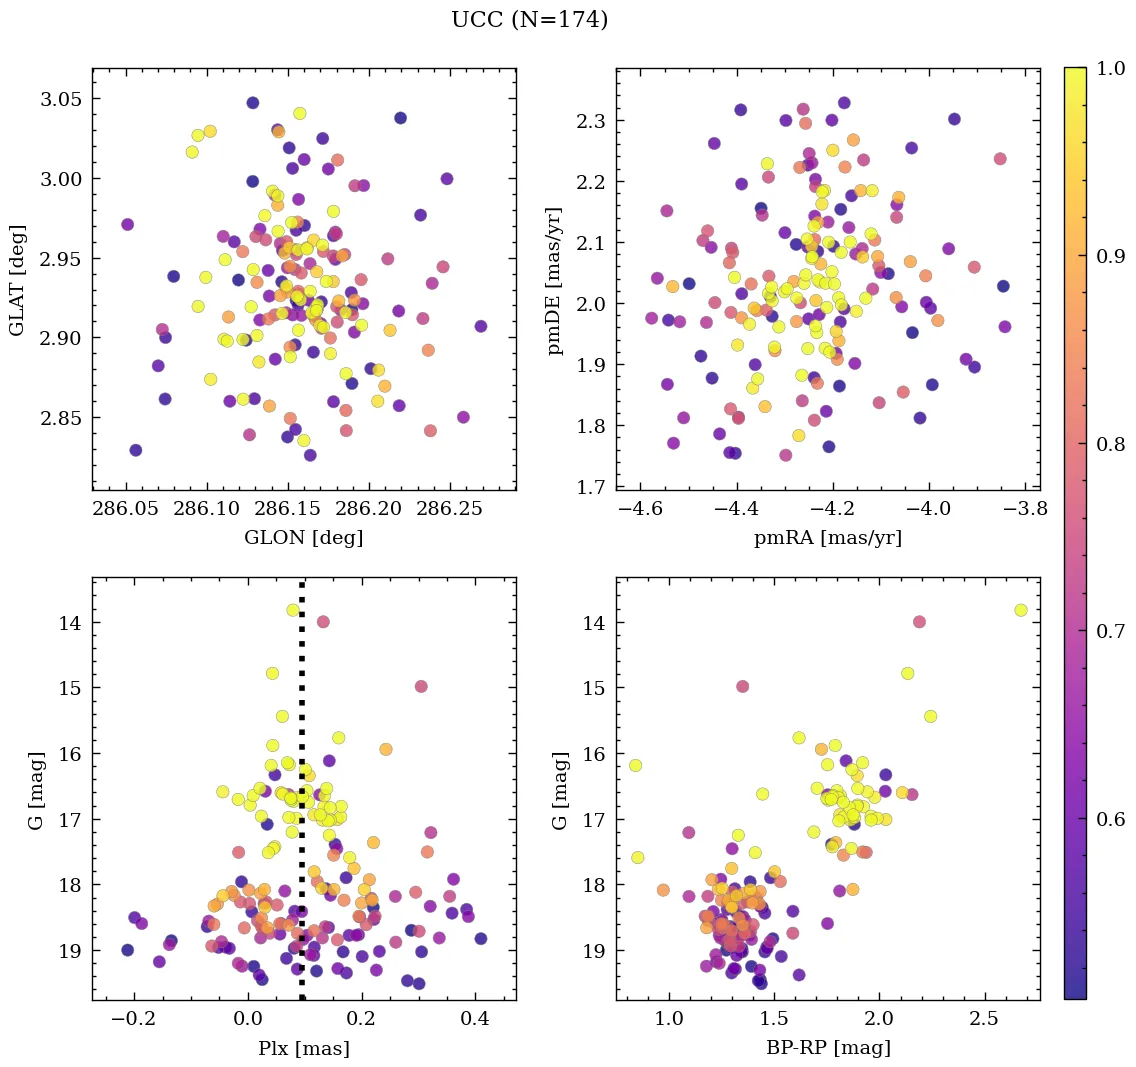 UCC (N=174)
3.05
3.00
2.95
2.90
2.85
GLAT [deg]
286.05 286.10 286.15 286.20 286.25
GLON [deg]
2.3
2.2
2.1
2.0
1.9
1.8
1.7
pmDE [mas/yr]
−4.6 −4.4 −4.2 −4.0 −3.8
pmRA [mas/yr]
14
15
16
17
18
19
G [mag]
−0.2 0.0 0.2 0.4
Plx [mas]
14
15
16
17
18
19
G [mag]
1.0 1.5 2.0 2.5
BP-RP [mag]
1.0
0.9
0.8
0.7
0.6